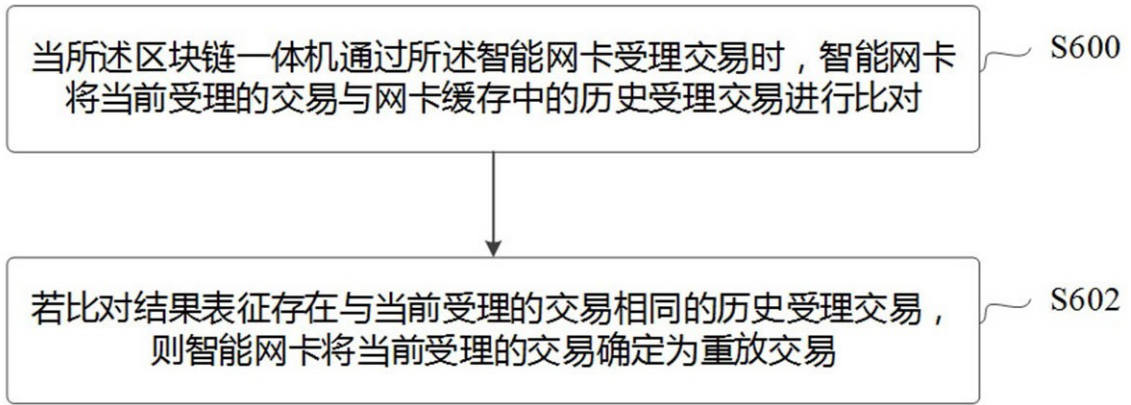 当所述区块链一体机通过所述智能网卡受理交易时，智能网卡
将当前受理的交易与网卡缓存中的历史受理交易进行比对
S600
若比对结果表征存在与当前受理的交易相同的历史受理交易，
则智能网卡将当前受理的交易确定为重放交易
S602